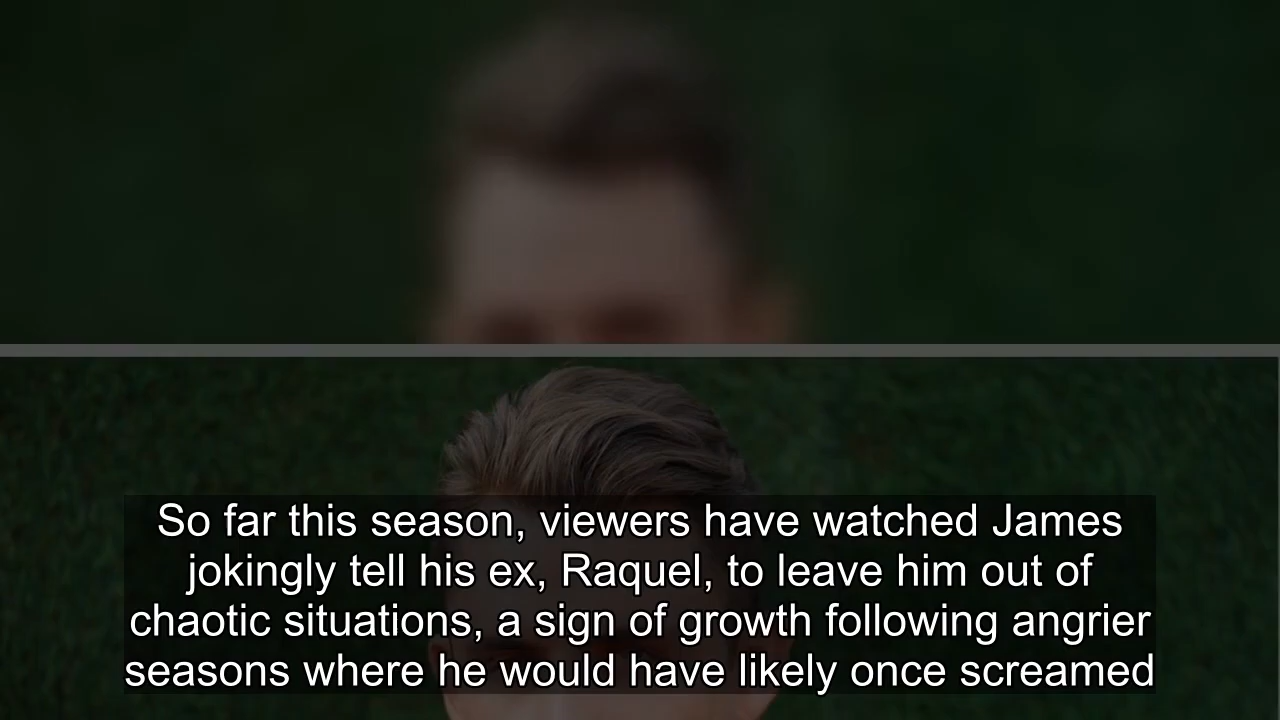 So far this season, viewers have watched James
jokingly tell his ex, Raquel, to leave him out of
chaotic situations, a sign of growth following angrier
seasons where he would have likely once screamed